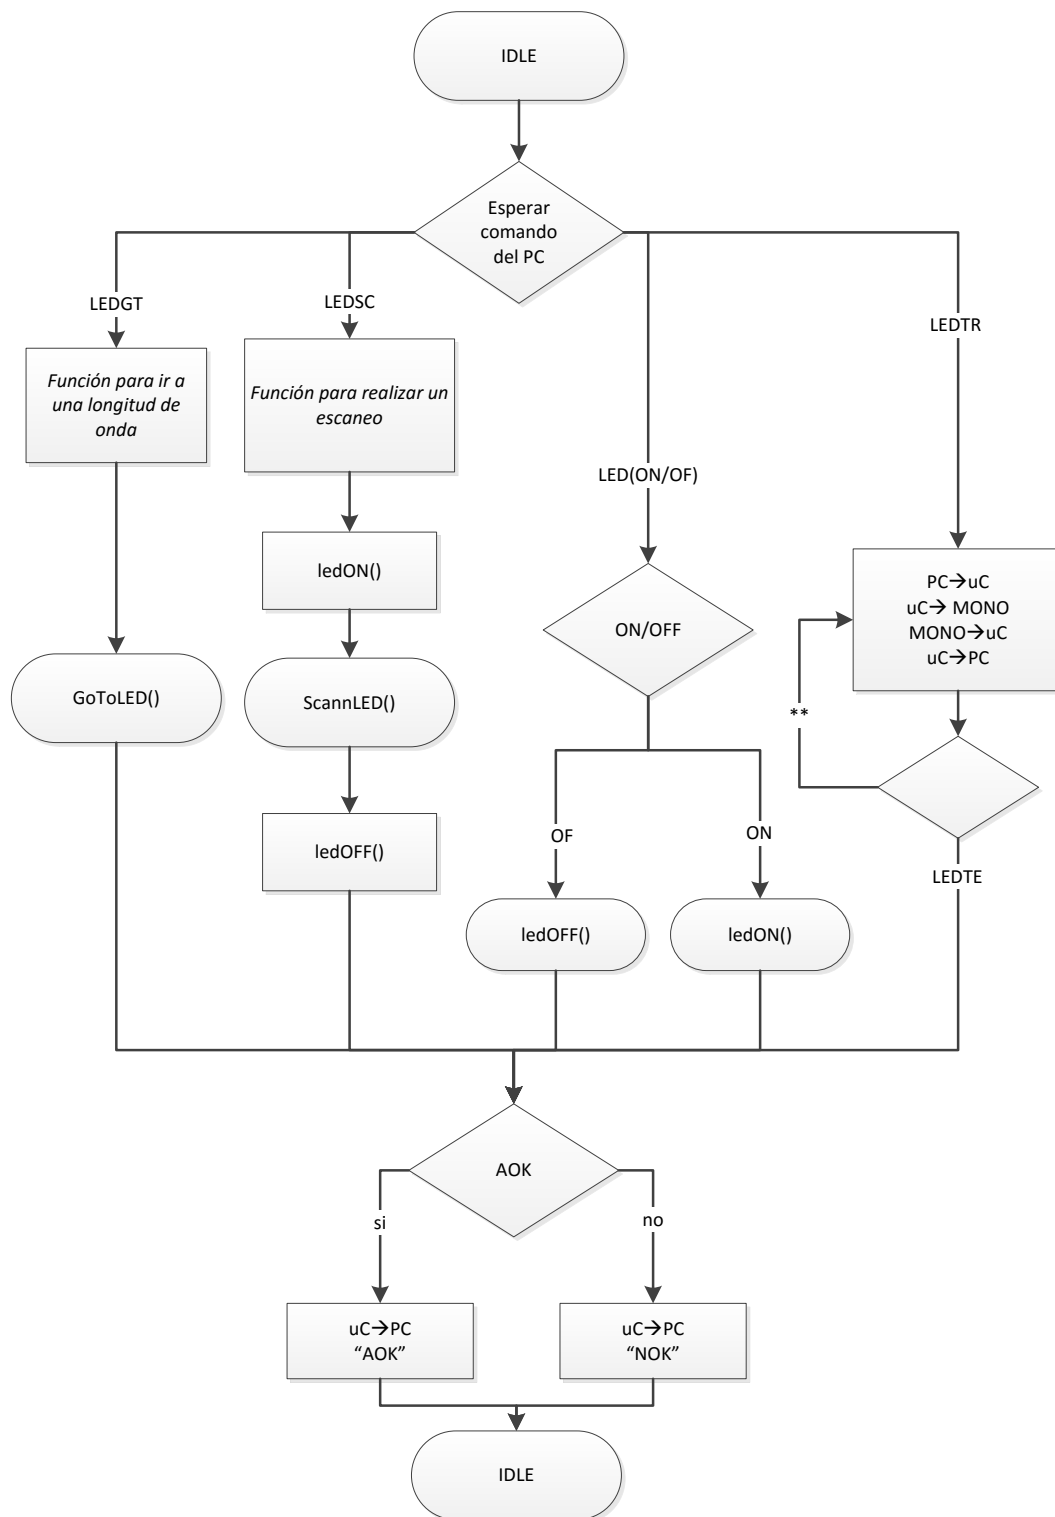 IDLE
Esperar
comando
del PC
LEDGT
LEDSC
LEDTR
Función para ir a
una longitud de
onda
Función para realizar un
escaneo
LED(ON/OF)
ledON()
PC→uC
uC→ MONO
MONO→uC
uC→PC
ON/OFF
GoToLED()
ScannLED()
**
OF
ON
ledOFF()
LEDTE
ledOFF()
ledON()
AOK
si
no
uC→PC
“AOK”
uC→PC
“NOK”
IDLE